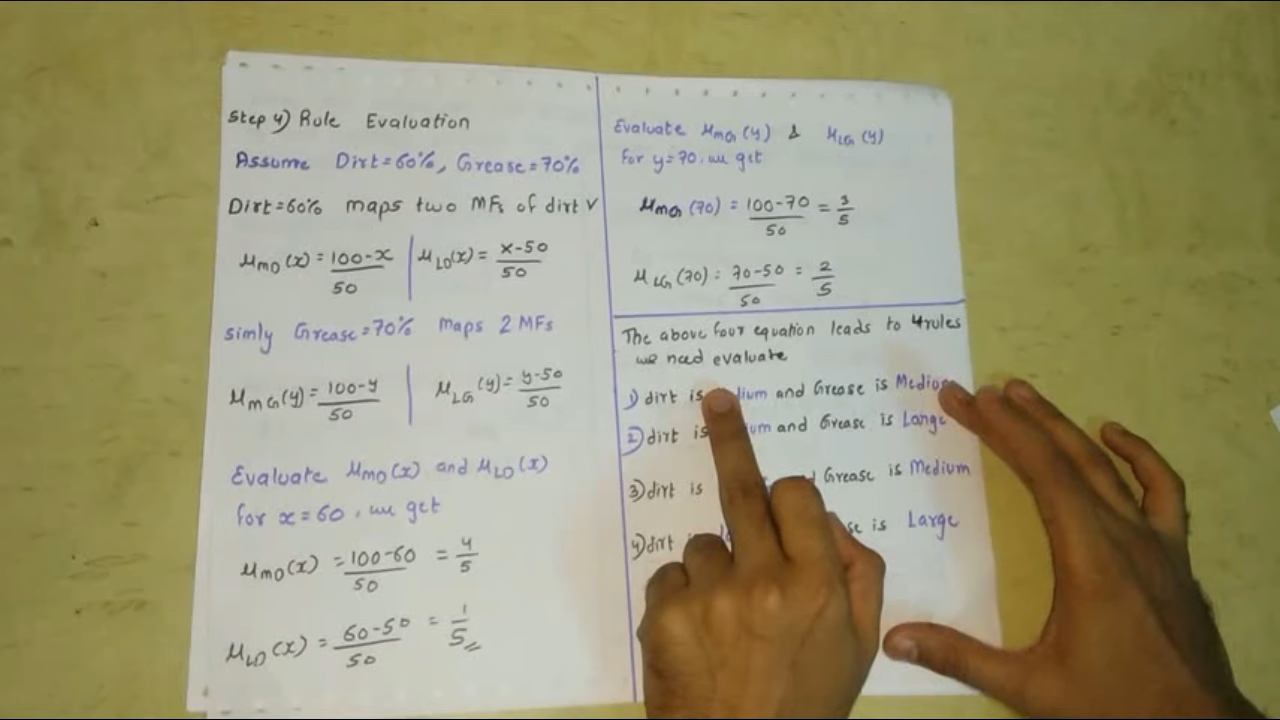 Step 4) Rule Evaluation
Assume Dirt=60%, Grease=70%
Dirt=60% maps two MFs of dirt V
μMD(x) = 100-x / 50 | μLD(x) = x-50 / 50
Simly Grease=70% maps 2 MFs
μMG(y) = 100-y / 50 | μLG(y) = y-50 / 50
Evaluate μMD(x) and μLD(x)
for x=60, we get
μMD(x) = 100-60 / 50 = 4/5
μLD(x) = 60-50 / 50 = 1/5
Evaluate μMG(y) & μLG(y)
for y=70, we get
μMG(70) = 100-70 / 50 = 3/5
μLG(70) = 70-50 / 50 = 2/5
The above four equation leads to 4 rules
we need evaluate
1) dirt is and Grease is Medium
2) dirt is and Grease is Large
3) dirt is and Grease is Medium
4) dirt is Large